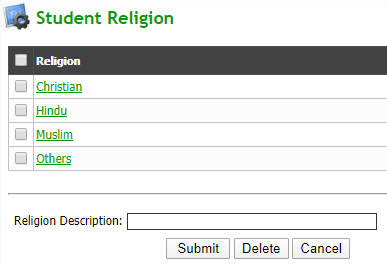 Student Religion
Religion
Christian
Hindu
Muslim
Others
Religion Description:
Submit Delete Cancel